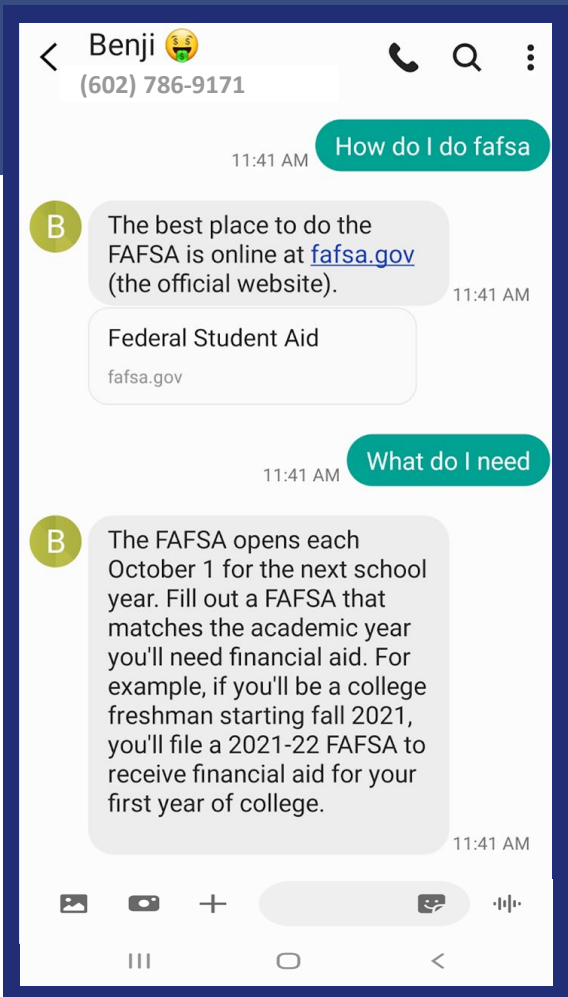 Benji 🤑
(602) 786-9171
How do I do fafsa
11:41 AM
B
The best place to do the
FAFSA is online at fafsa.gov
(the official website).
11:41 AM
Federal Student Aid
fafsa.gov
What do I need
11:41 AM
B
The FAFSA opens each
October 1 for the next school
year. Fill out a FAFSA that
matches the academic year
you'll need financial aid. For
example, if you'll be a college
freshman starting fall 2021,
you'll file a 2021-22 FAFSA to
receive financial aid for your
first year of college.
11:41 AM